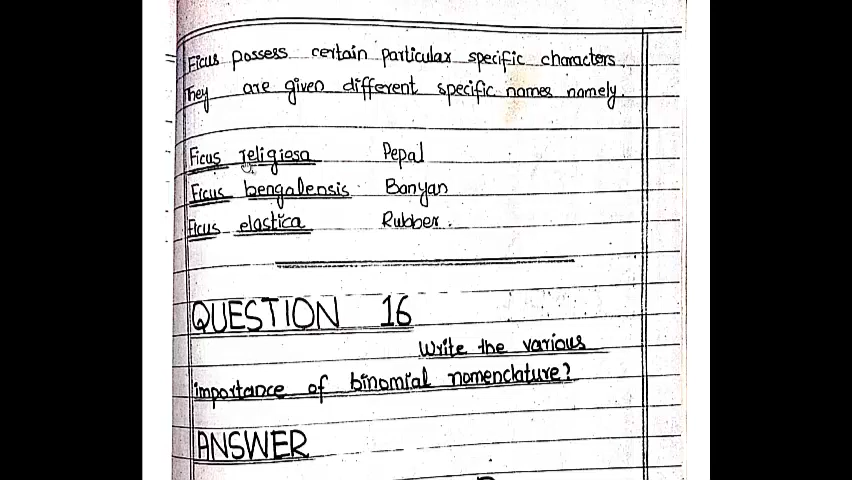 Ficus possess certain particular specific characters.
They are given different specific names namely.
Ficus religiosa Pepal
Ficus bengalensis Banyan
Ficus elastica Rubber.
QUESTION 16
Write the various
importance of binomial nomenclature?
ANSWER